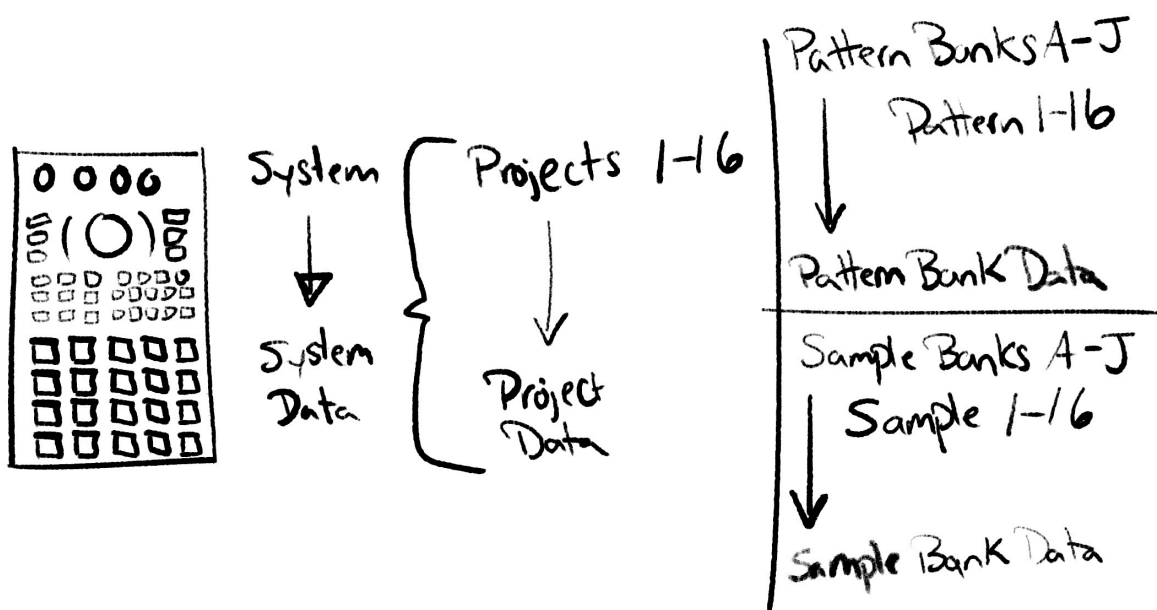 System
System
Data
Projects 1-16
Project
Data
Pattern Banks A-J
Pattern 1-16
Pattern Bank Data
Sample Banks A-J
Sample 1-16
Sample Bank Data